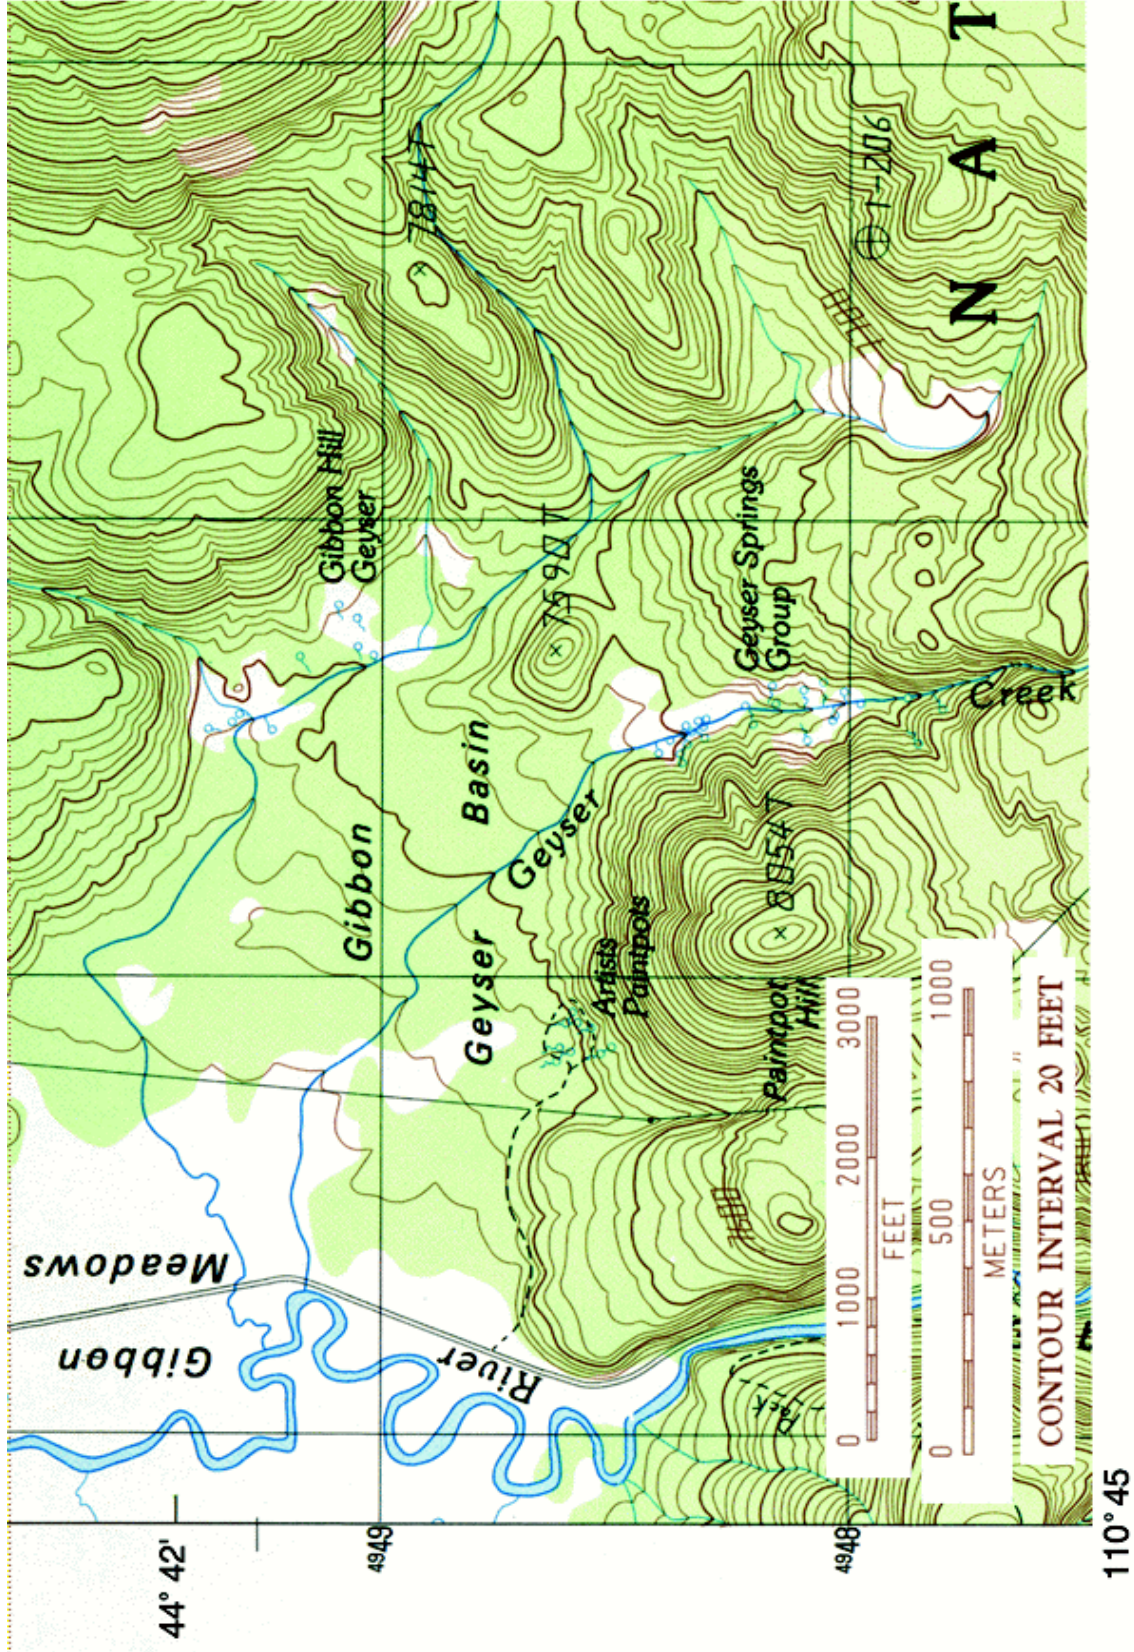 44° 42'
4949
4948
110° 45
Gibbon
Meadows
River
Gibbon
Geyser
Basin
Gibbon Hill
Geyser
7814T
7590T
Geyser
Creek
Geyser Springs
Group
Artists
Paintpots
Paintpot
Hill
8054T
7600
T-206
N A T
0 1000 2000 3000
FEET
0 500 1000
METERS
CONTOUR INTERVAL 20 FEET